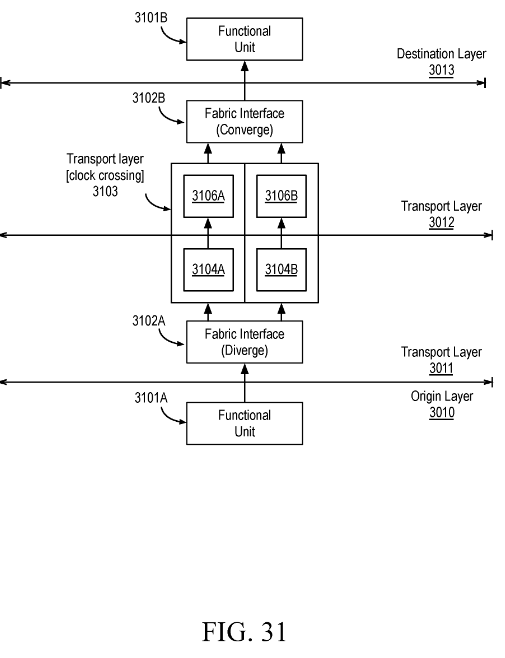 3101B
Functional
Unit
Destination Layer
3013
3102B
Fabric Interface
(Converge)
Transport layer
[clock crossing]
3103
3106A
3106B
Transport Layer
3012
3104A
3104B
3102A
Fabric Interface
(Diverge)
Transport Layer
3011
3101A
Origin Layer
3010
Functional
Unit
FIG. 31